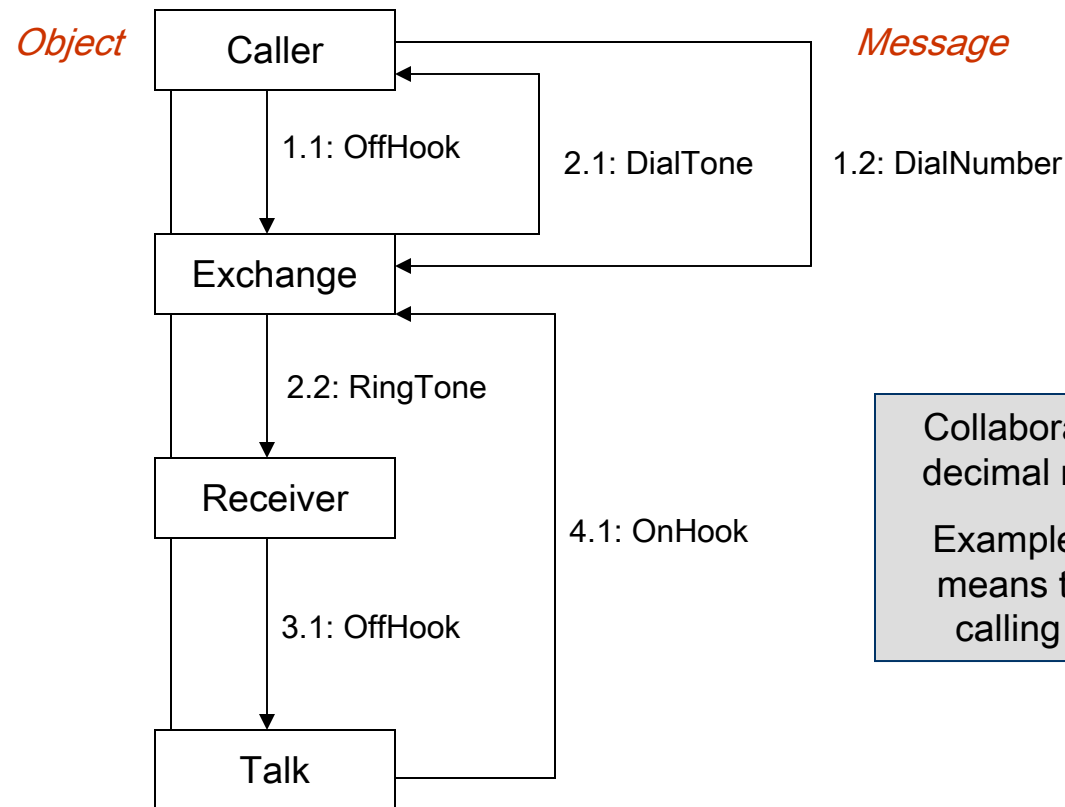 Object
Caller
Message
1.1: OffHook
2.1: DialTone
1.2: DialNumber
Exchange
2.2: RingTone
Receiver
4.1: OnHook
3.1: OffHook
Talk
decimal
Example
means
calling